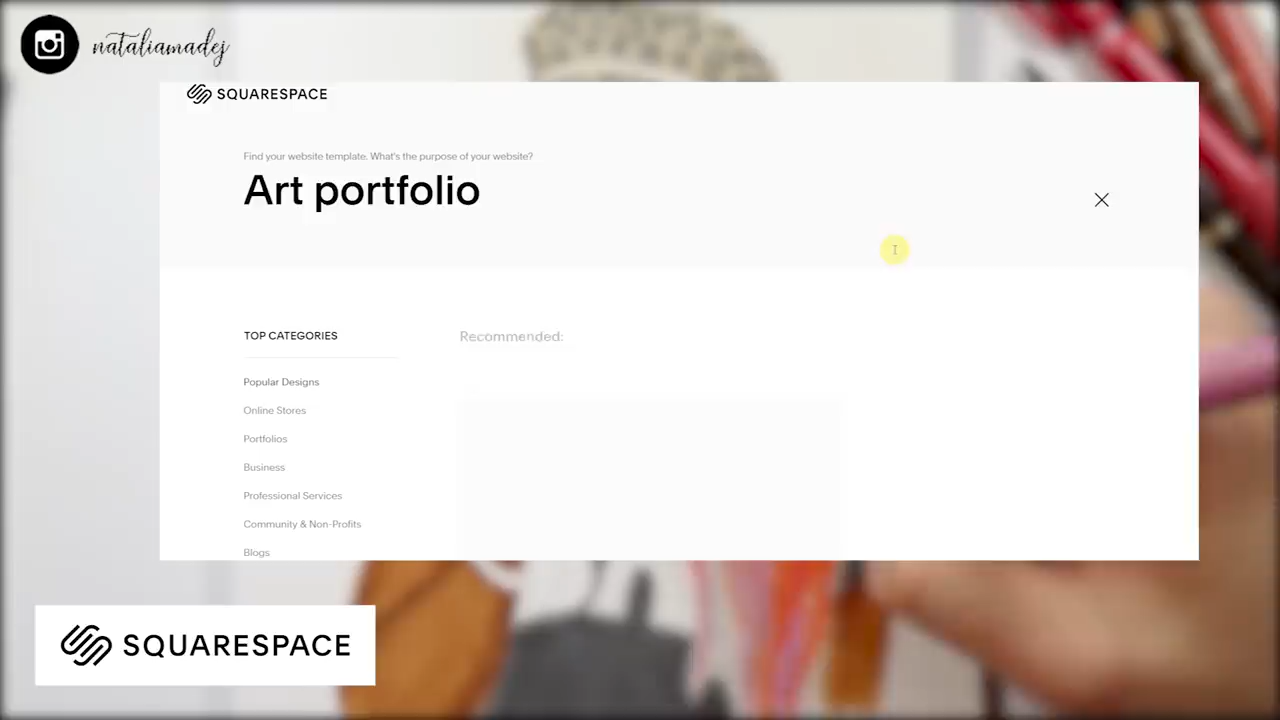 nataliamadej
SQUARESPACE
Find your website template. What's the purpose of your website?
Art portfolio
TOP CATEGORIES
Recommended:
Popular Designs
Online Stores
Portfolios
Business
Professional Services
Community & Non-Profits
Blogs
SQUARESPACE